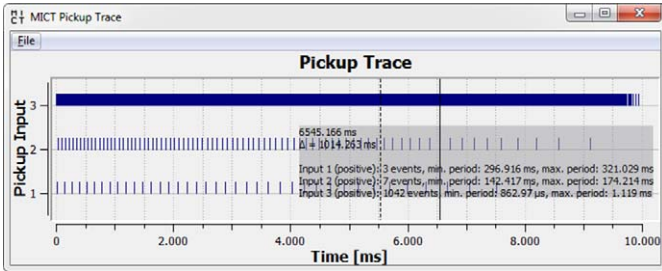 MICT MICT Pickup Trace
File
Pickup Trace
Pickup Input
3
2
1
6545.166 ms
Δ = 1014.263 ms
Input 1 (positive): 3 events, min. period: 296.916 ms, max. period: 321.029 ms
Input 2 (positive): 7 events, min. period: 142.417 ms, max. period: 174.214 ms
Input 3 (positive): 1042 events, min. period: 862.97 µs, max. period: 1.119 ms
0 2.000 4.000 6.000 8.000 10.000
Time [ms]